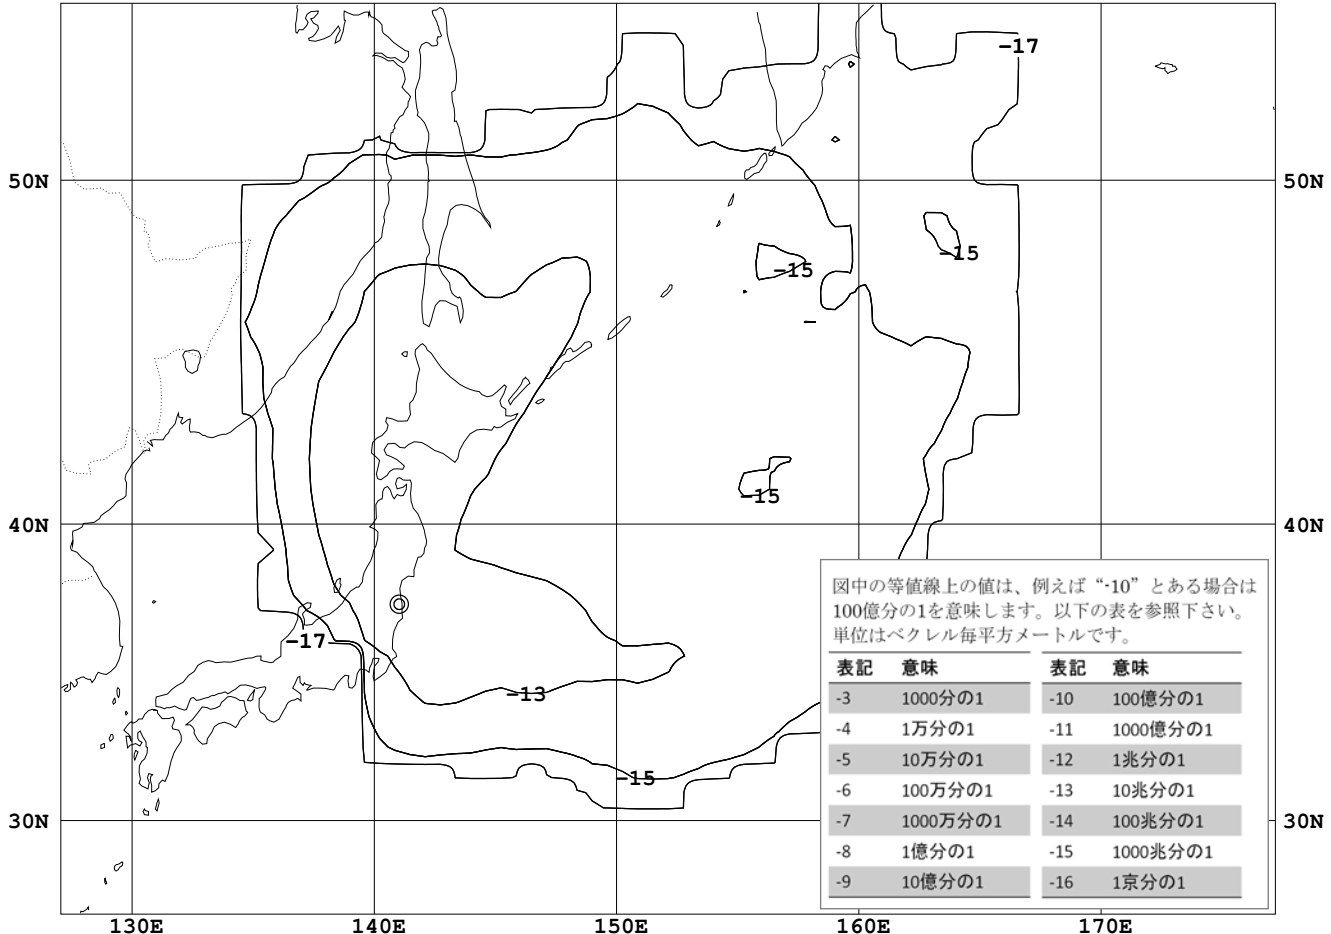 -17
50N
50N
-15
-15
-15
40N
40N
-17
-13
-15
30N
30N
130E
140E
150E
160E
170E
図中の等値線上の値は、例えば“-10”とある場合は
100億分の1を意味します。以下の表を参照下さい。
単位はベクレル毎平方メートルです。
表記 意味 表記 意味
-3 1000分の1 -10 100億分の1
-4 1万分の1 -11 1000億分の1
-5 10万分の1 -12 1兆分の1
-6 100万分の1 -13 10兆分の1
-7 1000万分の1 -14 100兆分の1
-8 1億分の1 -15 1000兆分の1
-9 10億分の1 -16 1京分の1